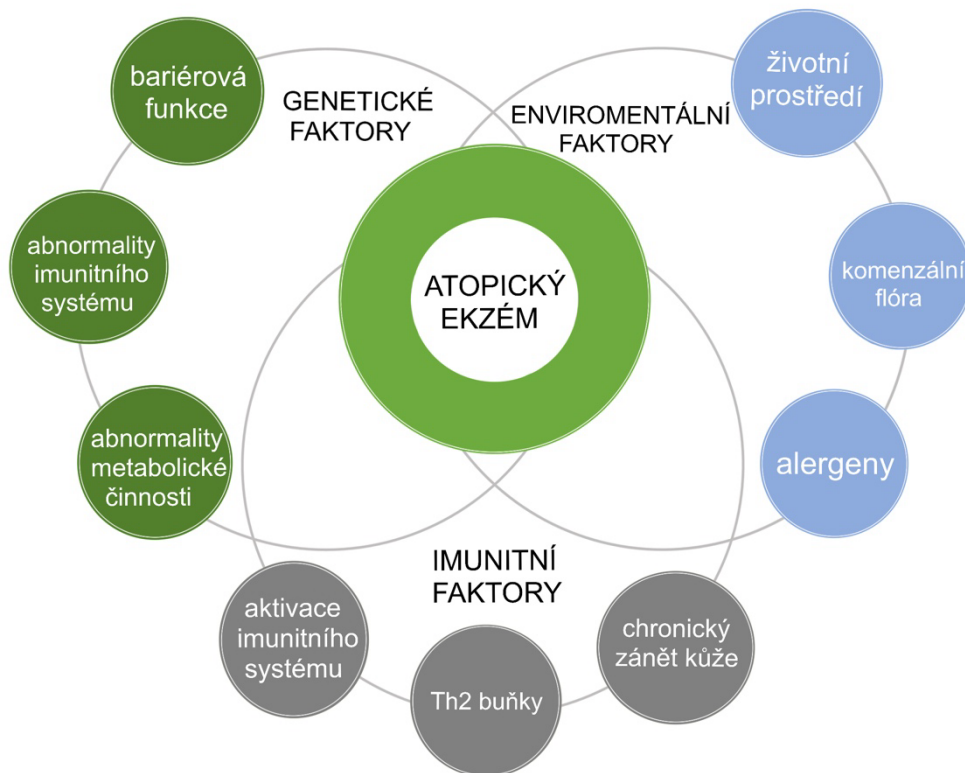 bariérová
funkce
GENETICKÉ
FAKTORY
ENVIROMENTÁLNÍ
FAKTORY
životní
prostředí
abnormality
imunitního
systému
ATOPICKÝ
EKZÉM
komenzální
flóra
abnormality
metabolické
činnosti
alergeny
IMUNITNÍ
FAKTORY
aktivace
imunitního
systému
Th2 buňky
chronický
zánět kůže